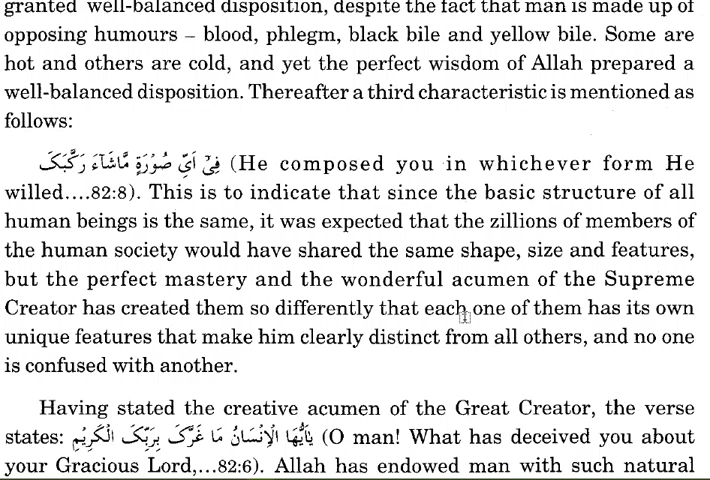 granted well-balanced disposition, despite the fact that man is made up of
opposing humours – blood, phlegm, black bile and yellow bile. Some are
hot and others are cold, and yet the perfect wisdom of Allah prepared a
well-balanced disposition. Thereafter a third characteristic is mentioned as
follows:
فِیْٓ اَیِّ صُوْرَةٍ مَّاشَآءَ رَکَّبَکَ (He composed you in whichever form He
willed....82:8). This is to indicate that since the basic structure of all
human beings is the same, it was expected that the zillions of members of
the human society would have shared the same shape, size and features,
but the perfect mastery and the wonderful acumen of the Supreme
Creator has created them so differently that each one of them has its own
unique features that make him clearly distinct from all others, and no one
is confused with another.
Having stated the creative acumen of the Great Creator, the verse
states: یٰٓاَیُّهَا الْاِنْسَانُ مَا غَرَّکَ بِرَبِّکَ الْکَرِیْمِ (O man! What has deceived you about
your Gracious Lord,...82:6). Allah has endowed man with such natural